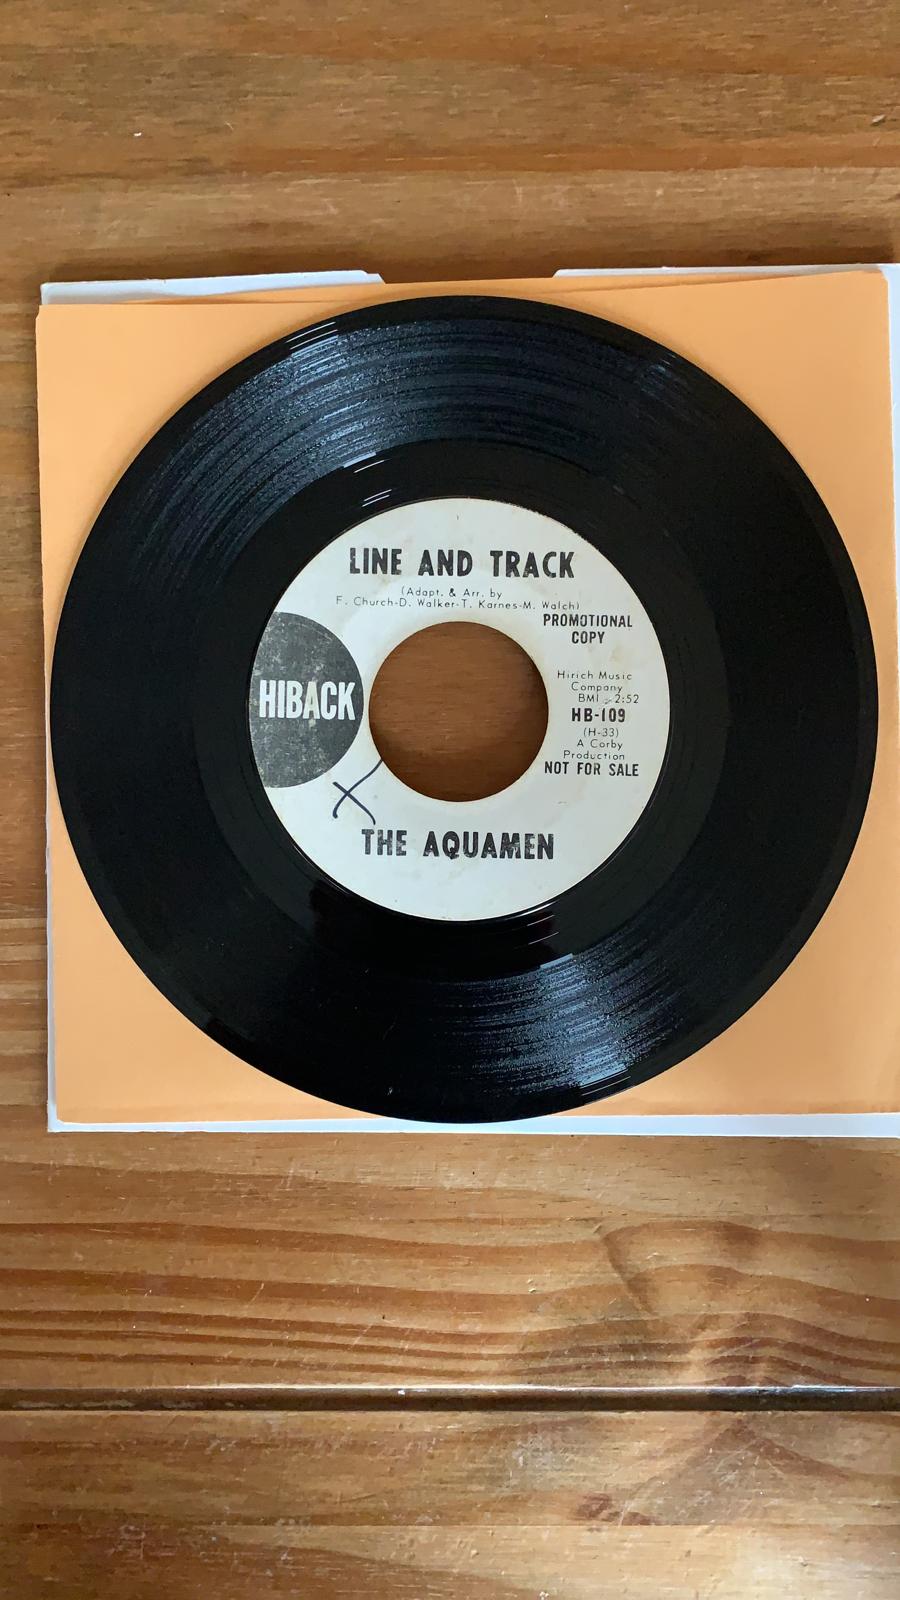 LINE AND TRACK
(Adapt. & Arr. by
F. Church-D. Walker-T. Karnes-M. Walch)
PROMOTIONAL
COPY
HIBACK
Hirich Music
Company
BMI - 2:52
HB-109
(H-33)
A Corby
Production
NOT FOR SALE
X
THE AQUAMEN